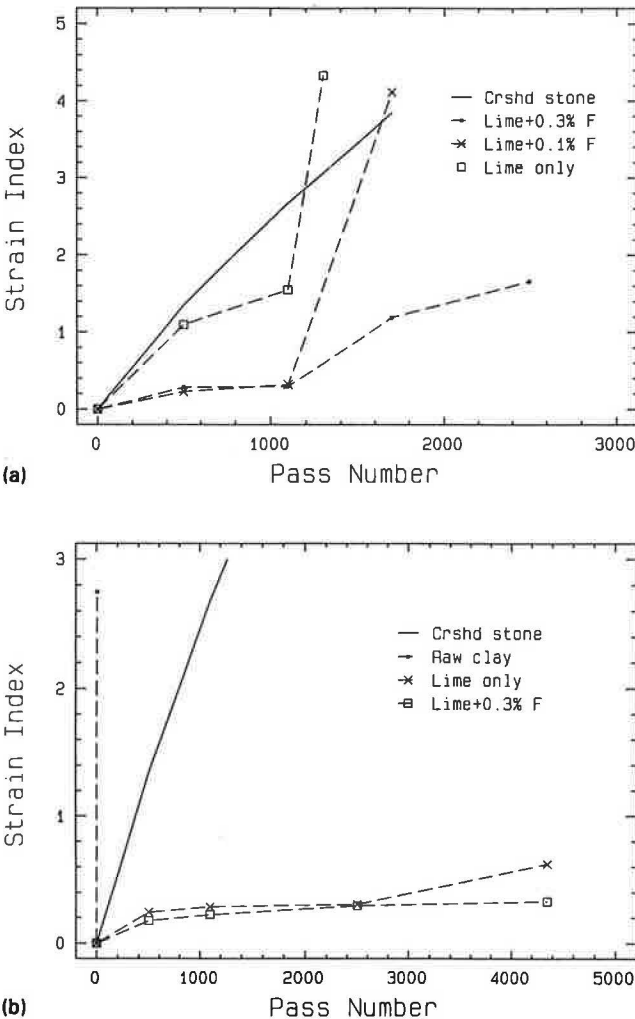 5
4
3
2
1
0
Strain Index
Crshd stone
Lime+0.3% F
Lime+0.1% F
Lime only
0
1000
2000
3000
Pass Number
(a)
3
2
1
0
Strain Index
Crshd stone
Raw clay
Lime only
Lime+0.3% F
0
1000
2000
3000
4000
5000
Pass Number
(b)